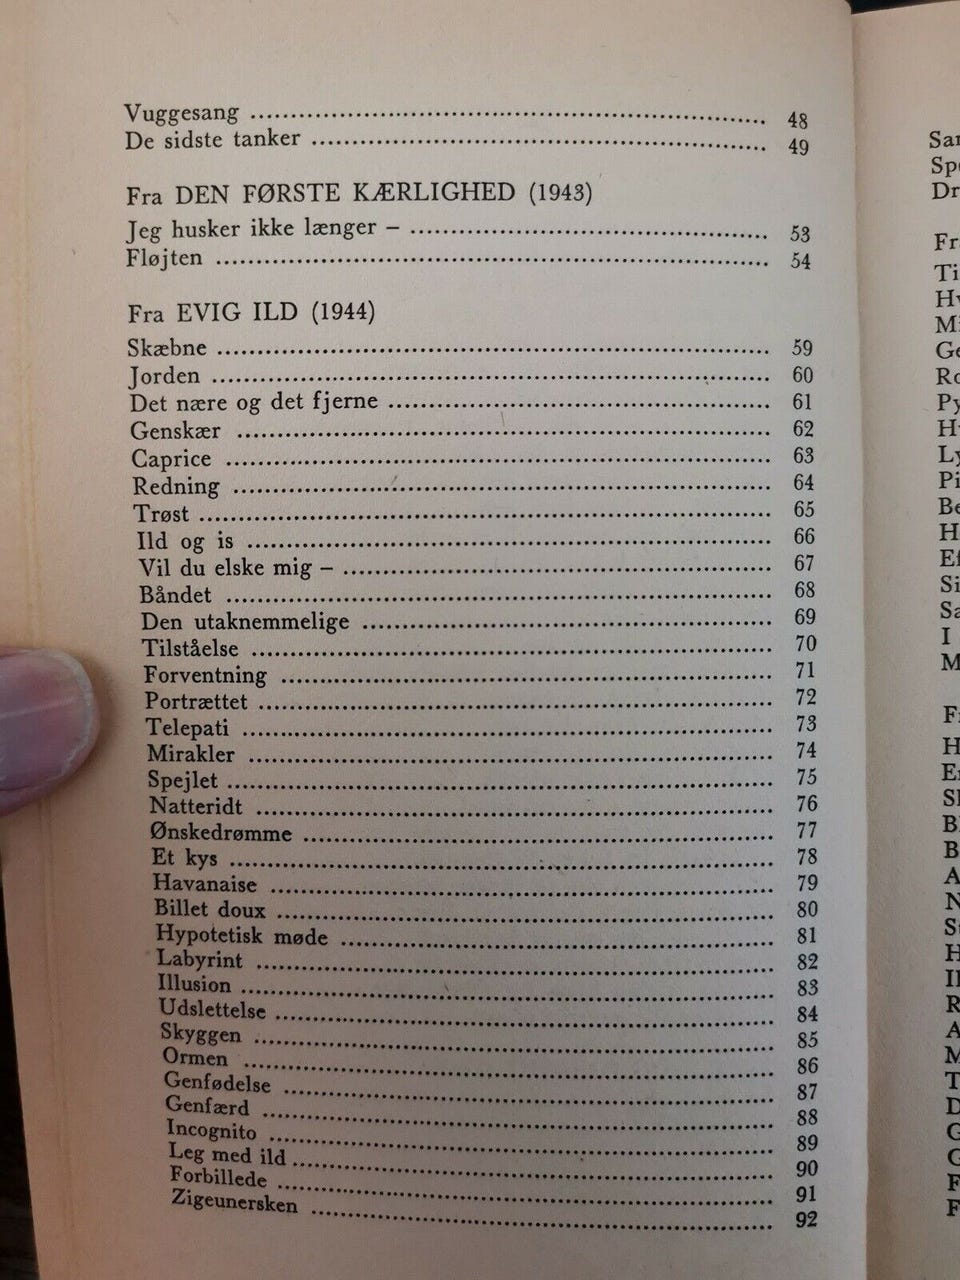 Vuggesang 48
De sidste tanker 49
Fra DEN FØRSTE KÆRLIGHED (1943)
Jeg husker ikke længer – 53
Fløjten 54
Fra EVIG ILD (1944)
Skæbne 59
Jorden 60
Det nære og det fjerne 61
Genskær 62
Caprice 63
Redning 64
Trøst 65
Ild og is 66
Vil du elske mig – 67
Båndet 68
Den utaknemmelige 69
Tilståelse 70
Forventning 71
Portrættet 72
Telepati 73
Mirakler 74
Spejlet 75
Natteridt 76
Ønskedrømme 77
Et kys 78
Havanaise 79
Billet doux 80
Hypotetisk møde 81
Labyrint 82
Illusion 83
Udslettelse 84
Skyggen 85
Ormen 86
Genfødelse 87
Genfærd 88
Incognito 89
Leg med ild 90
Forbillede 91
Zigeunersken 92